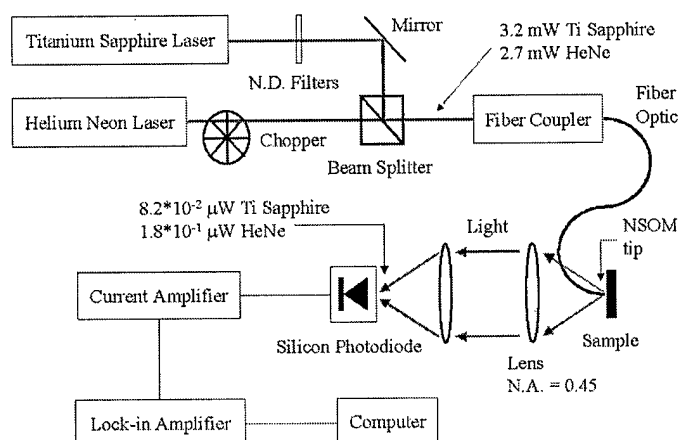 Titanium Sapphire Laser
Mirror
N.D. Filters
3.2 mW Ti Sapphire
2.7 mW HeNe
Helium Neon Laser
Chopper
Beam Splitter
Fiber Coupler
Fiber
Optic
8.2*10⁻² µW Ti Sapphire
1.8*10⁻¹ µW HeNe
Light
NSOM
tip
Current Amplifier
Silicon Photodiode
Lens
N.A. = 0.45
Sample
Lock-in Amplifier
Computer